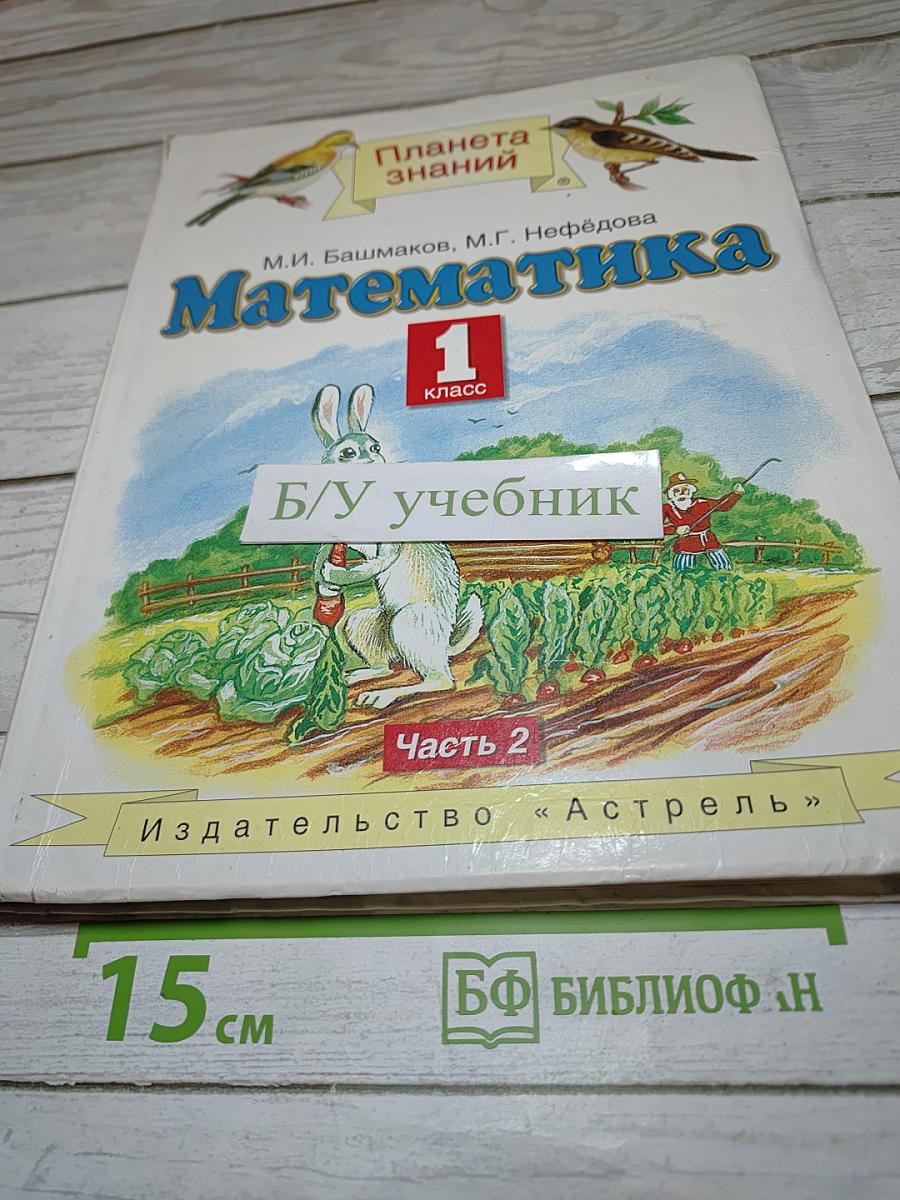 Планета
знаний
®
М.И. Башмаков, М.Г. Нефёдова
Математика
1
класс
Б/У учебник
Часть 2
Издательство «Астрель»
15 см
БФ